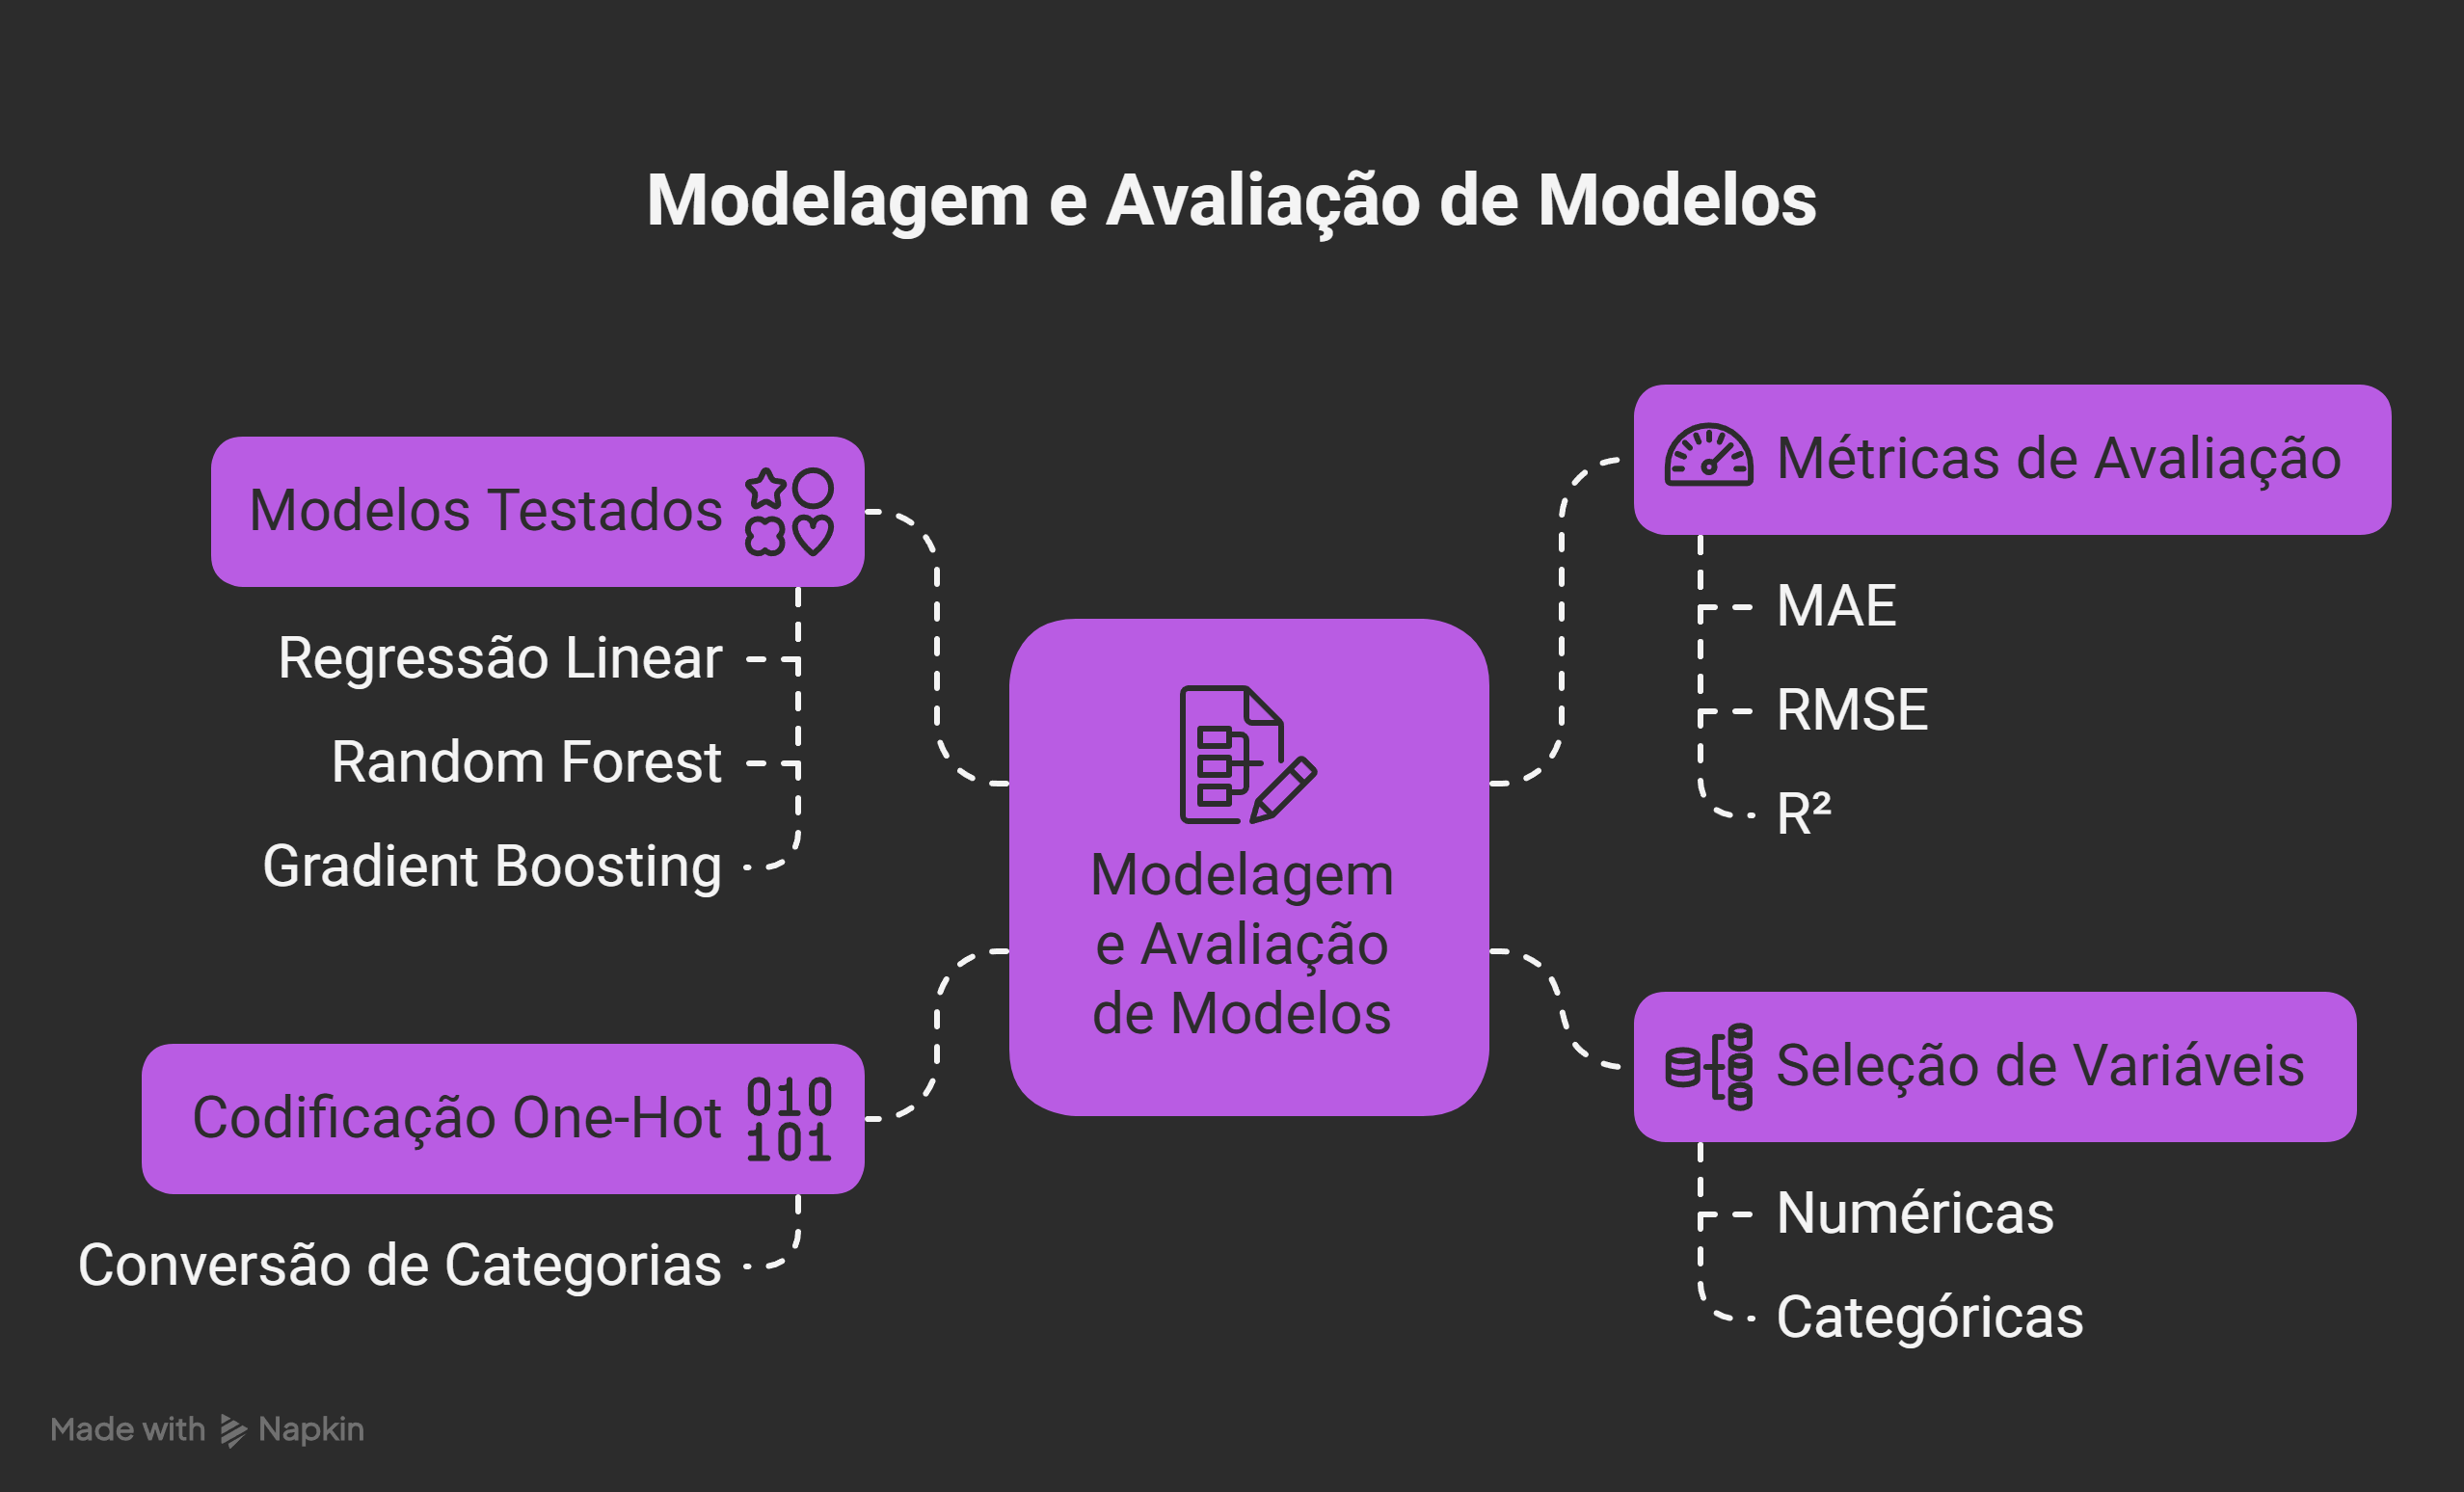 Modelagem e Avaliação de Modelos
Modelos Testados
Regressão Linear
Random Forest
Gradient Boosting
Codificação One-Hot
010
101
Conversão de Categorias
Modelagem
e Avaliação
de Modelos
Métricas de Avaliação
MAE
RMSE
R²
Seleção de Variáveis
Numéricas
Categóricas
Made with Napkin